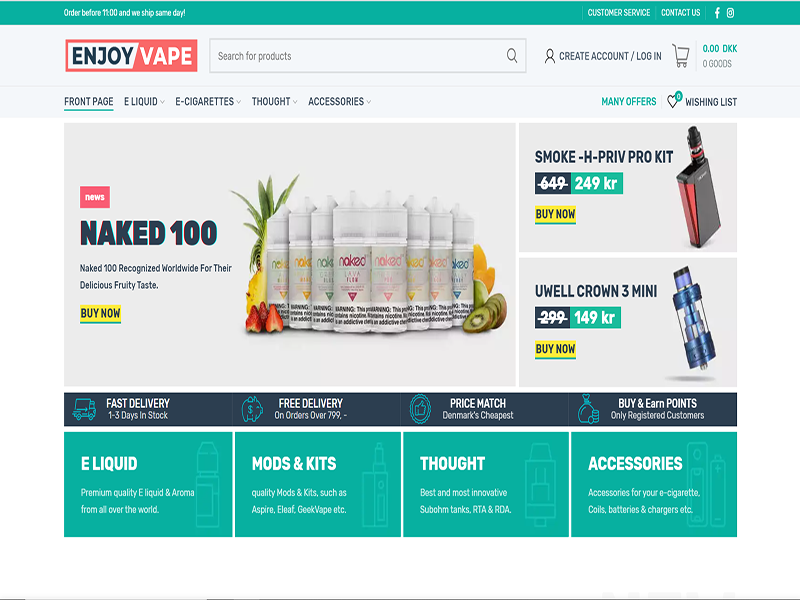 Order before 11:00 and we ship same day!
CUSTOMER SERVICE
CONTACT US
ENJOY VAPE
Search for products
CREATE ACCOUNT / LOG IN
0.00 DKK
0 GOODS
FRONT PAGE
E LIQUID
E-CIGARETTES
THOUGHT
ACCESSORIES
MANY OFFERS
0
WISHING LIST
news
NAKED 100
Naked 100 Recognized Worldwide For Their
Delicious Fruity Taste.
BUY NOW
naked
LAVA
FLOW
SMOKE -H-PRIV PRO KIT
649 249 kr
BUY NOW
UWELL CROWN 3 MINI
299 149 kr
BUY NOW
FAST DELIVERY
1-3 Days In Stock
FREE DELIVERY
On Orders Over 799, -
PRICE MATCH
Denmark's Cheapest
BUY & Earn POINTS
Only Registered Customers
E LIQUID
Premium quality E liquid & Aroma
from all over the world.
MODS & KITS
quality Mods & Kits, such as
Aspire, Eleaf, GeekVape etc.
THOUGHT
Best and most innovative
Subohm tanks, RTA & RDA.
ACCESSORIES
Accessories for your e-cigarette,
Coils, batteries & chargers etc.